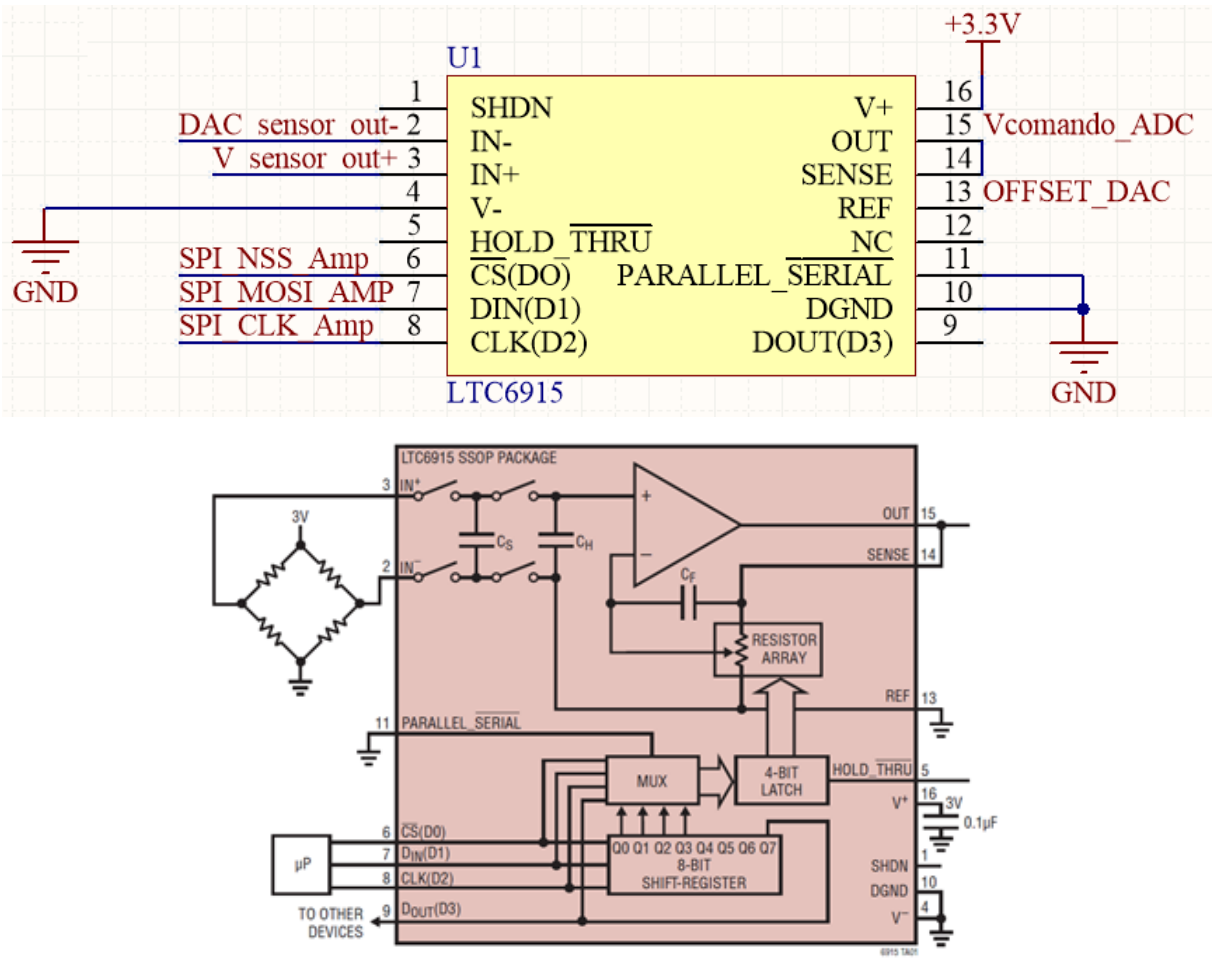 +3.3V
U1
1 SHDN V+ 16
DAC_sensor_out- 2 IN- OUT 15 Vcomando_ADC
V_sensor_out+ 3 IN+ SENSE 14
4 V- REF 13 OFFSET_DAC
5 HOLD_THRU NC 12
SPI_NSS_Amp 6 CS(DO) PARALLEL_SERIAL 11
SPI_MOSI_AMP 7 DIN(D1) DGND 10
SPI_CLK_Amp 8 CLK(D2) DOUT(D3) 9
GND
GND
LTC6915
LTC6915 SSOP PACKAGE
3 IN+
3V
2 IN−
CS
CH
+
−
CF
OUT 15
SENSE 14
RESISTOR
ARRAY
REF 13
11 PARALLEL_SERIAL
MUX
4-BIT
LATCH
HOLD_THRU 5
V+ 16 3V
0.1µF
6 CS(D0)
7 DIN(D1)
8 CLK(D2)
µP
Q0 Q1 Q2 Q3 Q4 Q5 Q6 Q7
8-BIT
SHIFT-REGISTER
SHDN 1
DGND 10
V− 4
9 DOUT(D3)
TO OTHER
DEVICES
6915 TA01